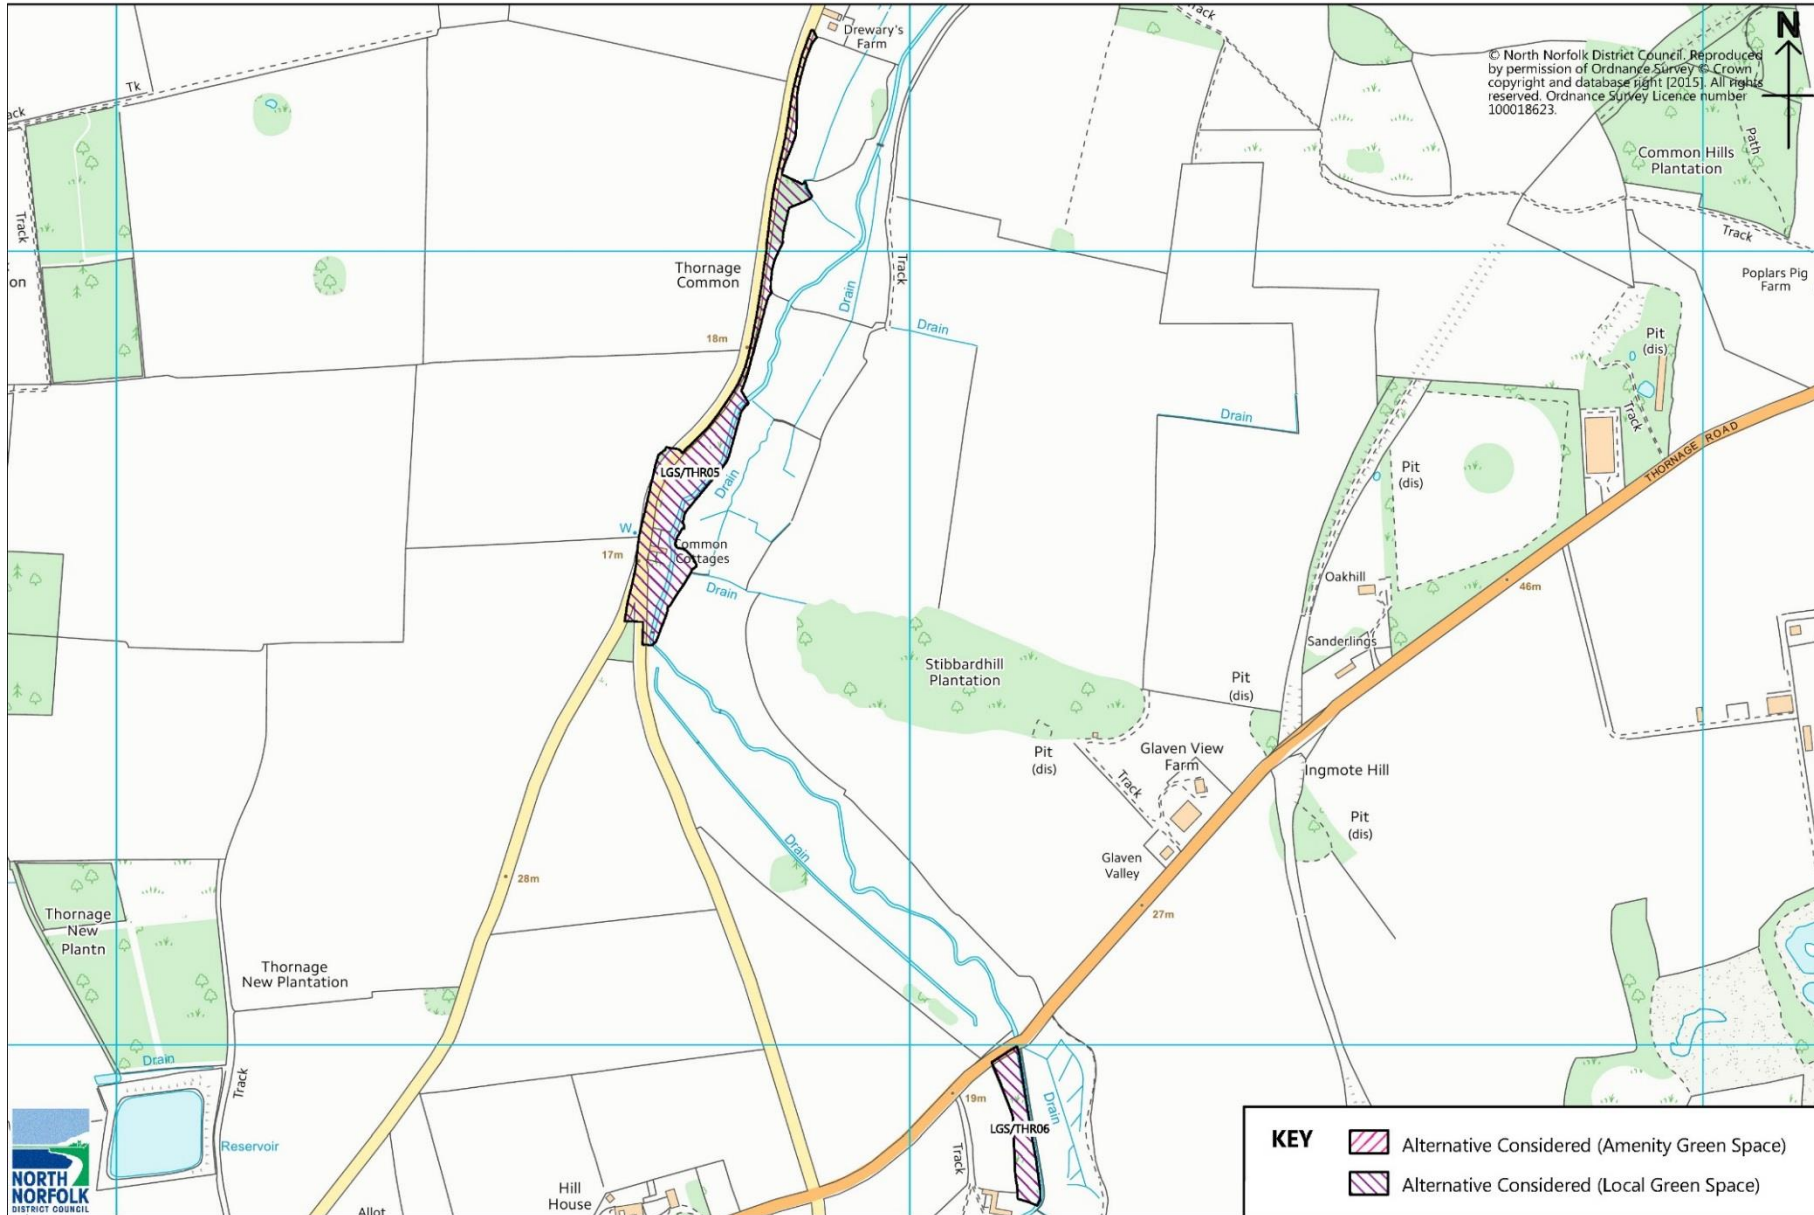 Drewary's
Farm
Track
N
© North Norfolk District Council. Reproduced
by permission of Ordnance Survey © Crown
copyright and database right [2015]. All rights
reserved. Ordnance Survey Licence number
100018623.
Tk
ack
Track
on
Path
Common Hills
Plantation
Track
Poplars Pig
Farm
Thornage
Common
Track
Drain
Drain
18m
Pit
(dis)
Track
Drain
THORNAGE ROAD
LGS/THR05
Drain
Pit
(dis)
W
17m
Common
Cottages
Drain
Oakhill
46m
Sanderlings
Stibbardhill
Plantation
Pit
(dis)
Pit
(dis)
Glaven View
Farm
Track
Ingmote Hill
Pit
(dis)
Drain
Glaven
Valley
28m
27m
Thornage
New
Plantn
Thornage
New Plantation
Drain
Track
19m
Drain
LGS/THR06
Track
Reservoir
Hill
House
Allot
NORTH
NORFOLK
DISTRICT COUNCIL
KEY
Alternative Considered (Amenity Green Space)
Alternative Considered (Local Green Space)